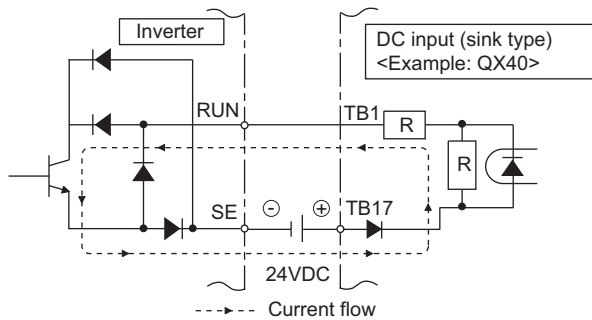 Inverter
DC input (sink type)
<Example: QX40>
RUN
TB1
R
R
SE
TB17
24VDC
Current flow